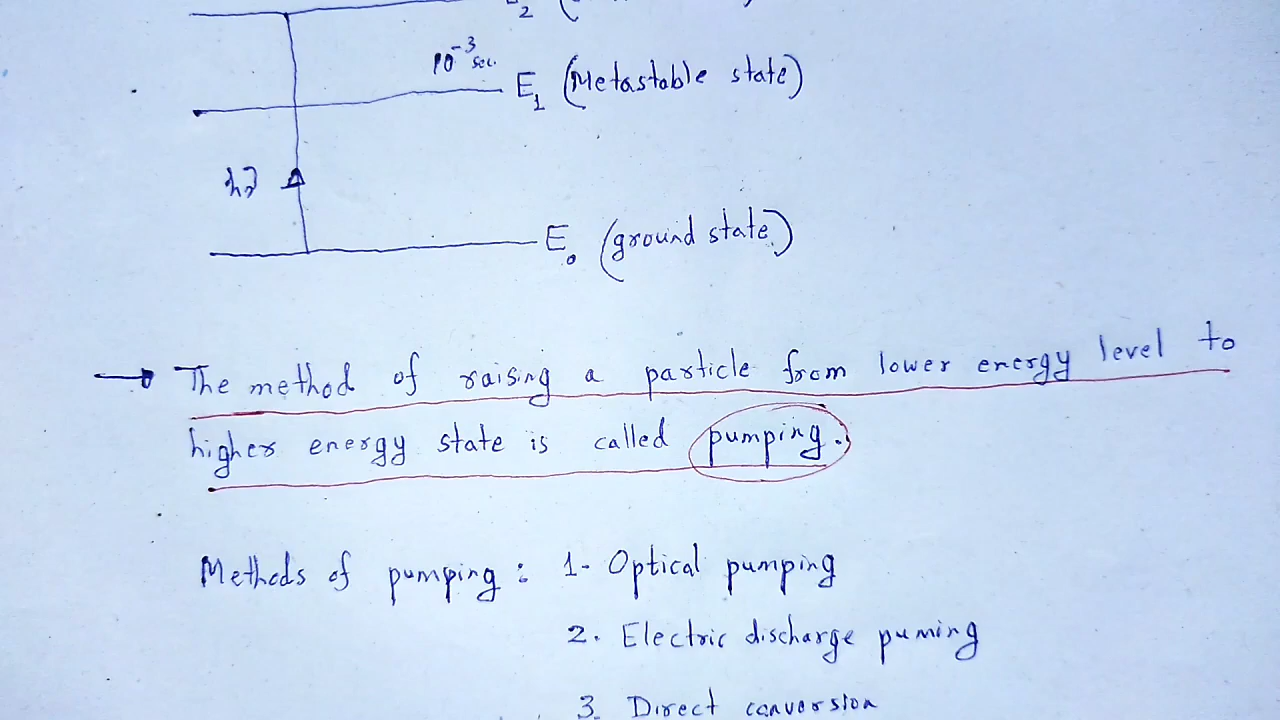 E₂ (
10⁻³ sec.
E₁ (Metastable state)
hν
E₀ (ground state)
→ The method of raising a particle from lower energy level to
higher energy state is called pumping.
Methods of pumping : 1- Optical pumping
2. Electric discharge puming
3. Direct conversion